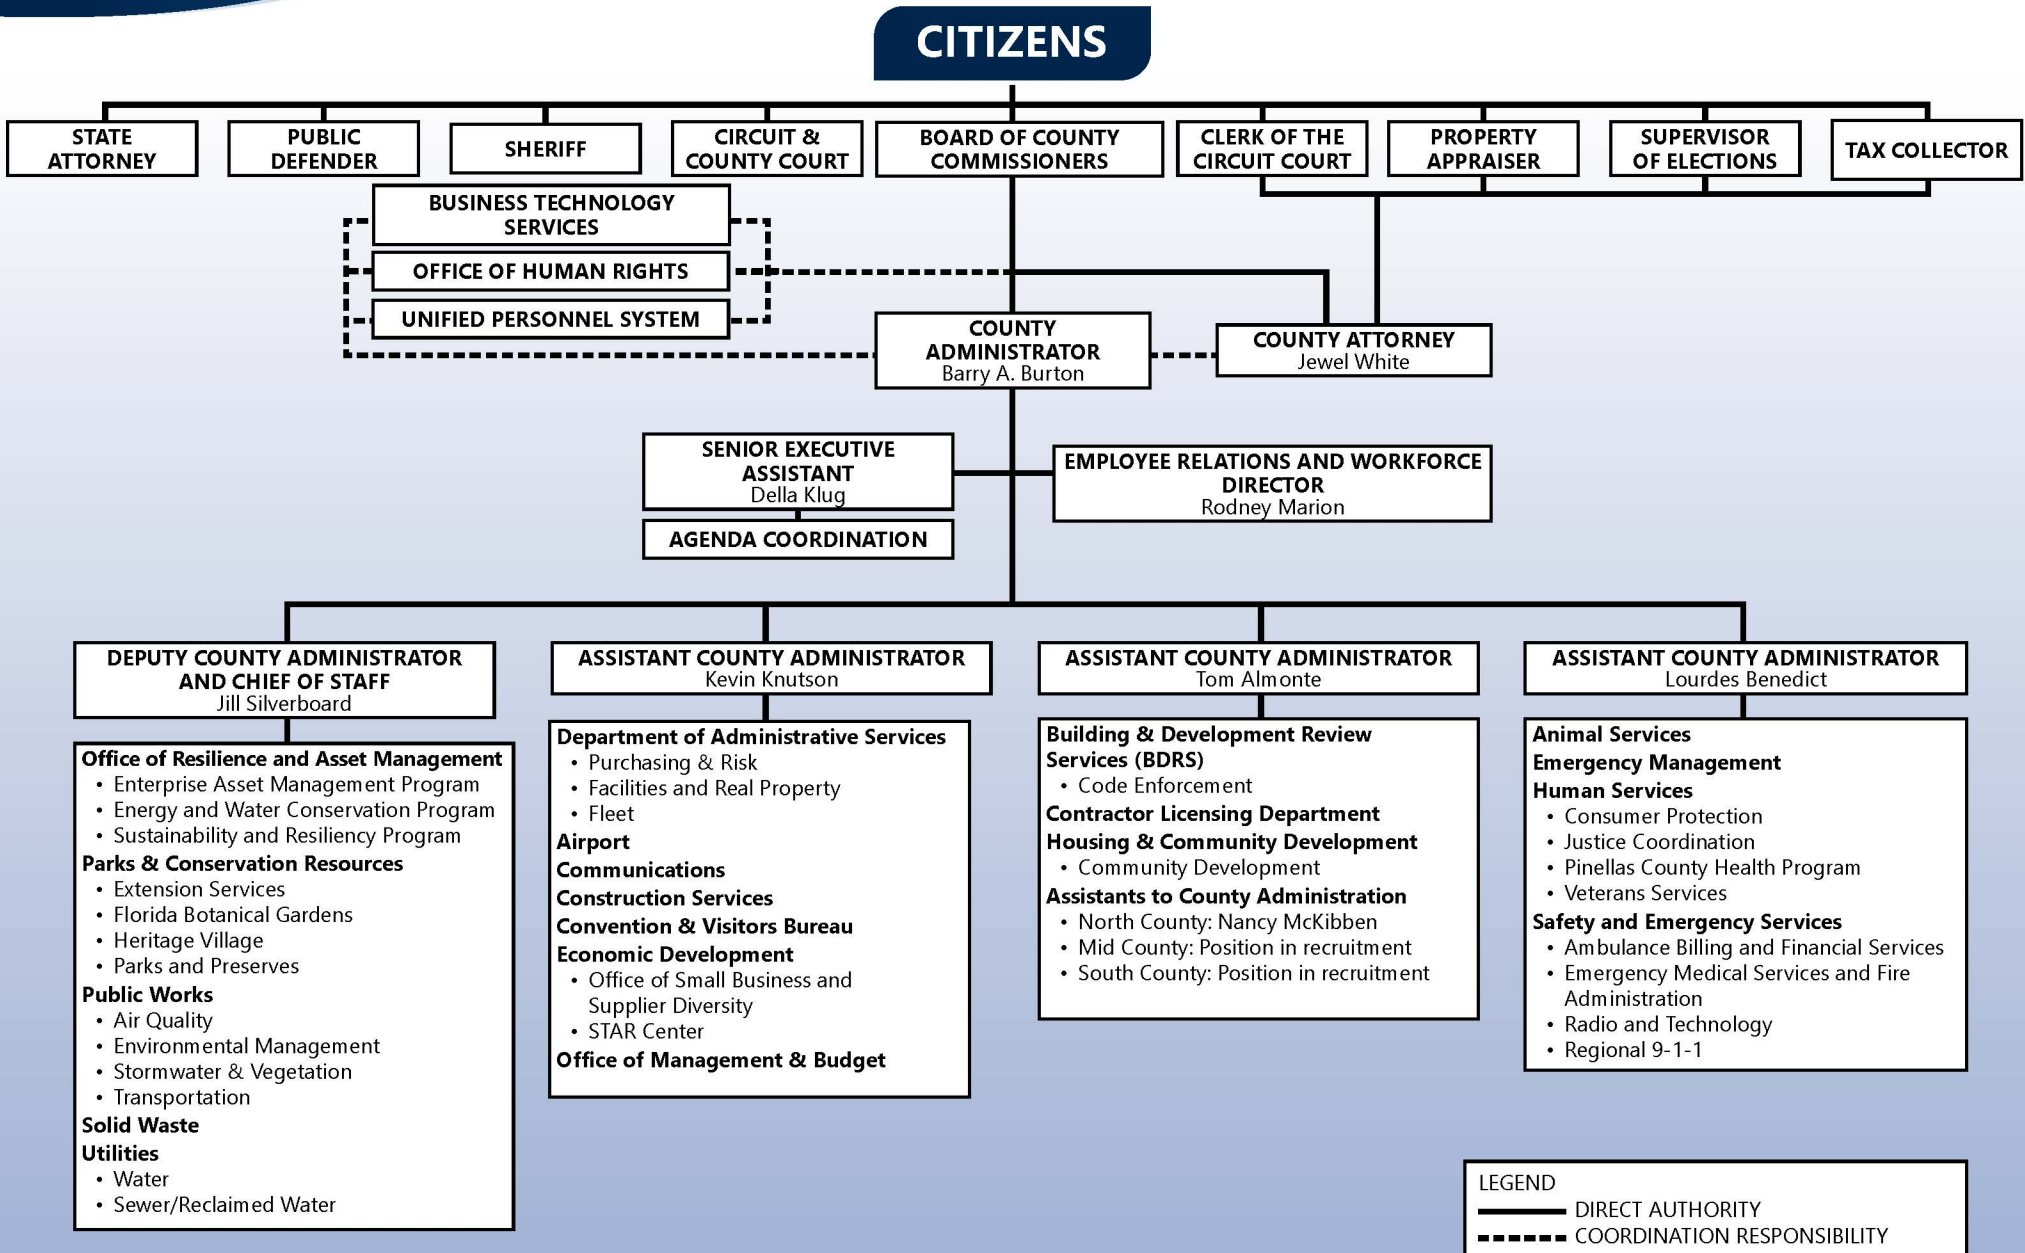 CITIZENS
STATE
ATTORNEY
PUBLIC
DEFENDER
SHERIFF
CIRCUIT &
COUNTY COURT
BOARD OF COUNTY
COMMISSIONERS
CLERK OF THE
CIRCUIT COURT
PROPERTY
APPRAISER
SUPERVISOR
OF ELECTIONS
TAX COLLECTOR
BUSINESS TECHNOLOGY
SERVICES
OFFICE OF HUMAN RIGHTS
UNIFIED PERSONNEL SYSTEM
COUNTY
ADMINISTRATOR
Barry A. Burton
COUNTY ATTORNEY
Jewel White
SENIOR EXECUTIVE
ASSISTANT
Della Klug
AGENDA COORDINATION
EMPLOYEE RELATIONS AND WORKFORCE
DIRECTOR
Rodney Marion
DEPUTY COUNTY ADMINISTRATOR
AND CHIEF OF STAFF
Jill Silverboard
Office of Resilience and Asset Management
• Enterprise Asset Management Program
• Energy and Water Conservation Program
• Sustainability and Resiliency Program
Parks & Conservation Resources
• Extension Services
• Florida Botanical Gardens
• Heritage Village
• Parks and Preserves
Public Works
• Air Quality
• Environmental Management
• Stormwater & Vegetation
• Transportation
Solid Waste
Utilities
• Water
• Sewer/Reclaimed Water
ASSISTANT COUNTY ADMINISTRATOR
Kevin Knutson
Department of Administrative Services
• Purchasing & Risk
• Facilities and Real Property
• Fleet
Airport
Communications
Construction Services
Convention & Visitors Bureau
Economic Development
• Office of Small Business and
Supplier Diversity
• STAR Center
Office of Management & Budget
ASSISTANT COUNTY ADMINISTRATOR
Tom Almonte
Building & Development Review
Services (BDRS)
• Code Enforcement
Contractor Licensing Department
Housing & Community Development
• Community Development
Assistants to County Administration
• North County: Nancy McKibben
• Mid County: Position in recruitment
• South County: Position in recruitment
ASSISTANT COUNTY ADMINISTRATOR
Lourdes Benedict
Animal Services
Emergency Management
Human Services
• Consumer Protection
• Justice Coordination
• Pinellas County Health Program
• Veterans Services
Safety and Emergency Services
• Ambulance Billing and Financial Services
• Emergency Medical Services and Fire
Administration
• Radio and Technology
• Regional 9-1-1
LEGEND
DIRECT AUTHORITY
COORDINATION RESPONSIBILITY